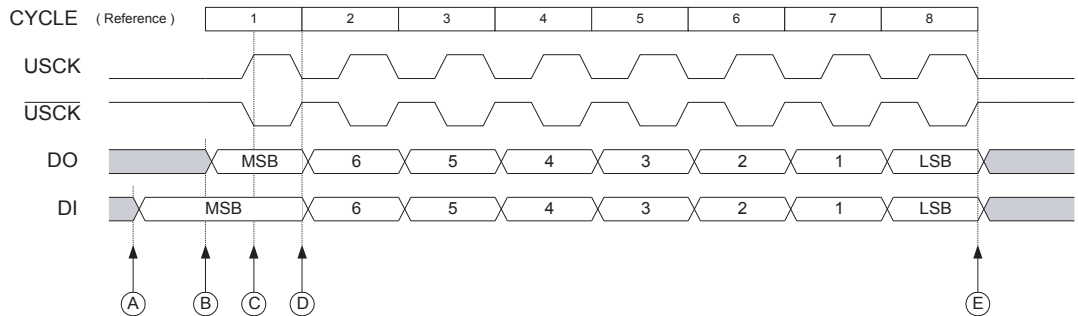 CYCLE ( Reference ) 1 2 3 4 5 6 7 8
USCK
USCK
DO MSB 6 5 4 3 2 1 LSB
DI MSB 6 5 4 3 2 1 LSB
A B C D E